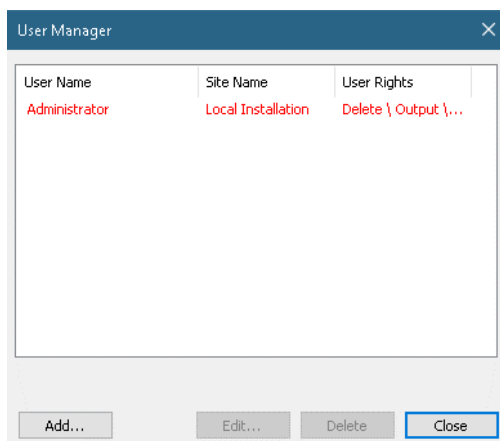 User Manager
User Name Site Name User Rights
Administrator Local Installation Delete \ Output \...
Add... Edit... Delete Close